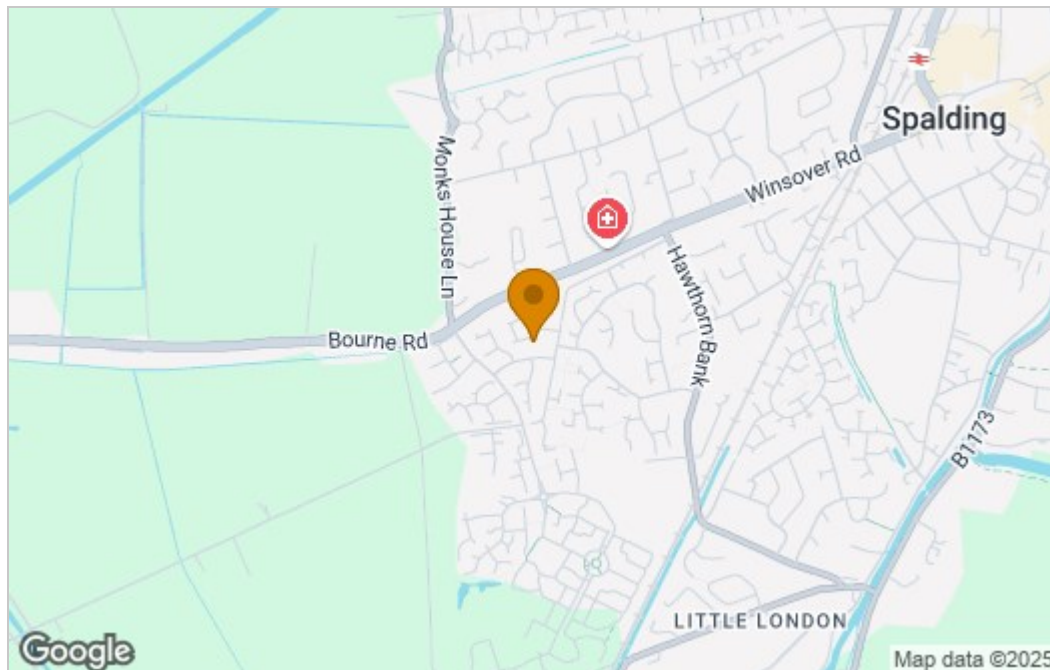 Spalding
Winsover Rd
Monks House Ln
Hawthorn Bank
Bourne Rd
B1173
LITTLE LONDON
Google
Map data ©2025